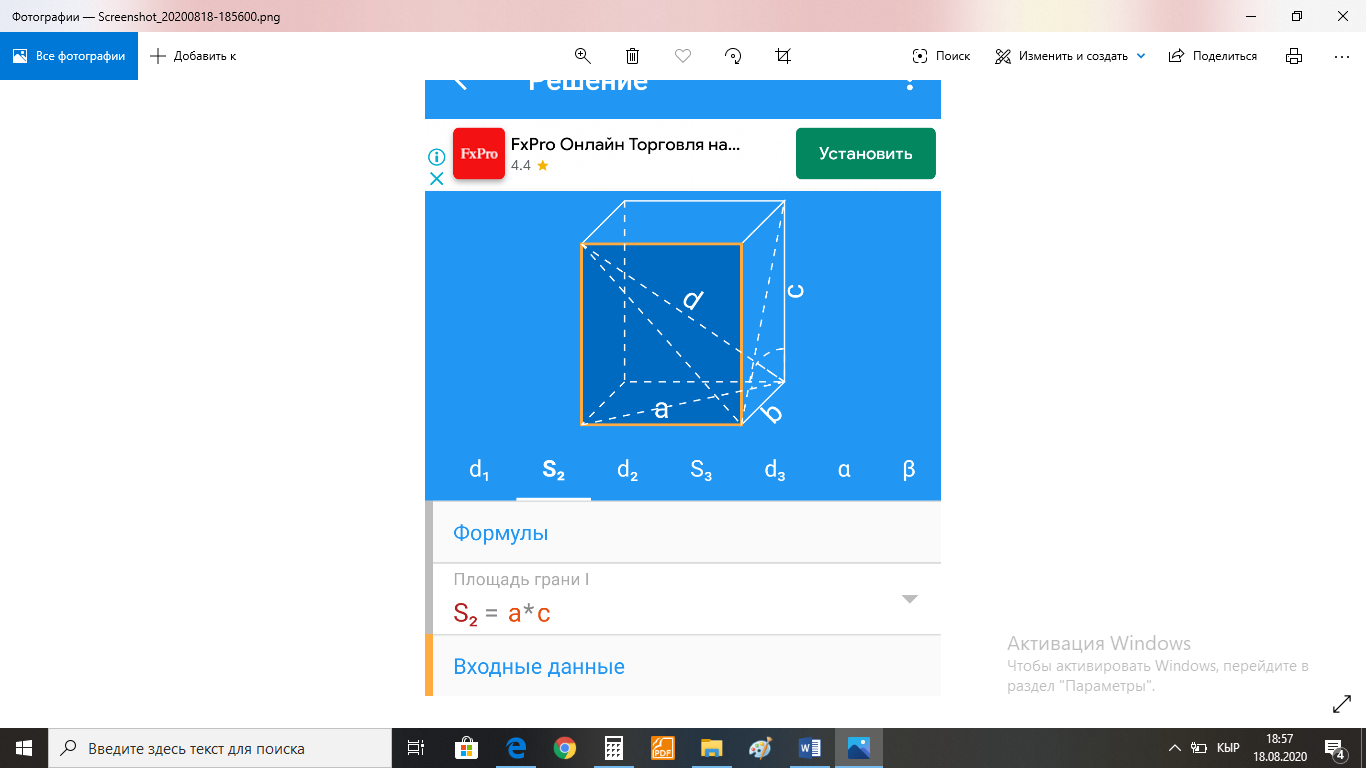 Фотографии — Screenshot_20200818-185600.png
Все фотографии
Добавить к
Поиск
Изменить и создать
Поделиться
Решение
FxPro
FxPro Онлайн Торговля на...
4.4
Установить
d
c
a
b
d₁ S₂ d₂ S₃ d₃ α β
Формулы
Площадь грани I
S₂ = a*c
Входные данные
Активация Windows
Чтобы активировать Windows, перейдите в
раздел "Параметры".
Введите здесь текст для поиска
PDF
КЫР
18:57
18.08.2020
4